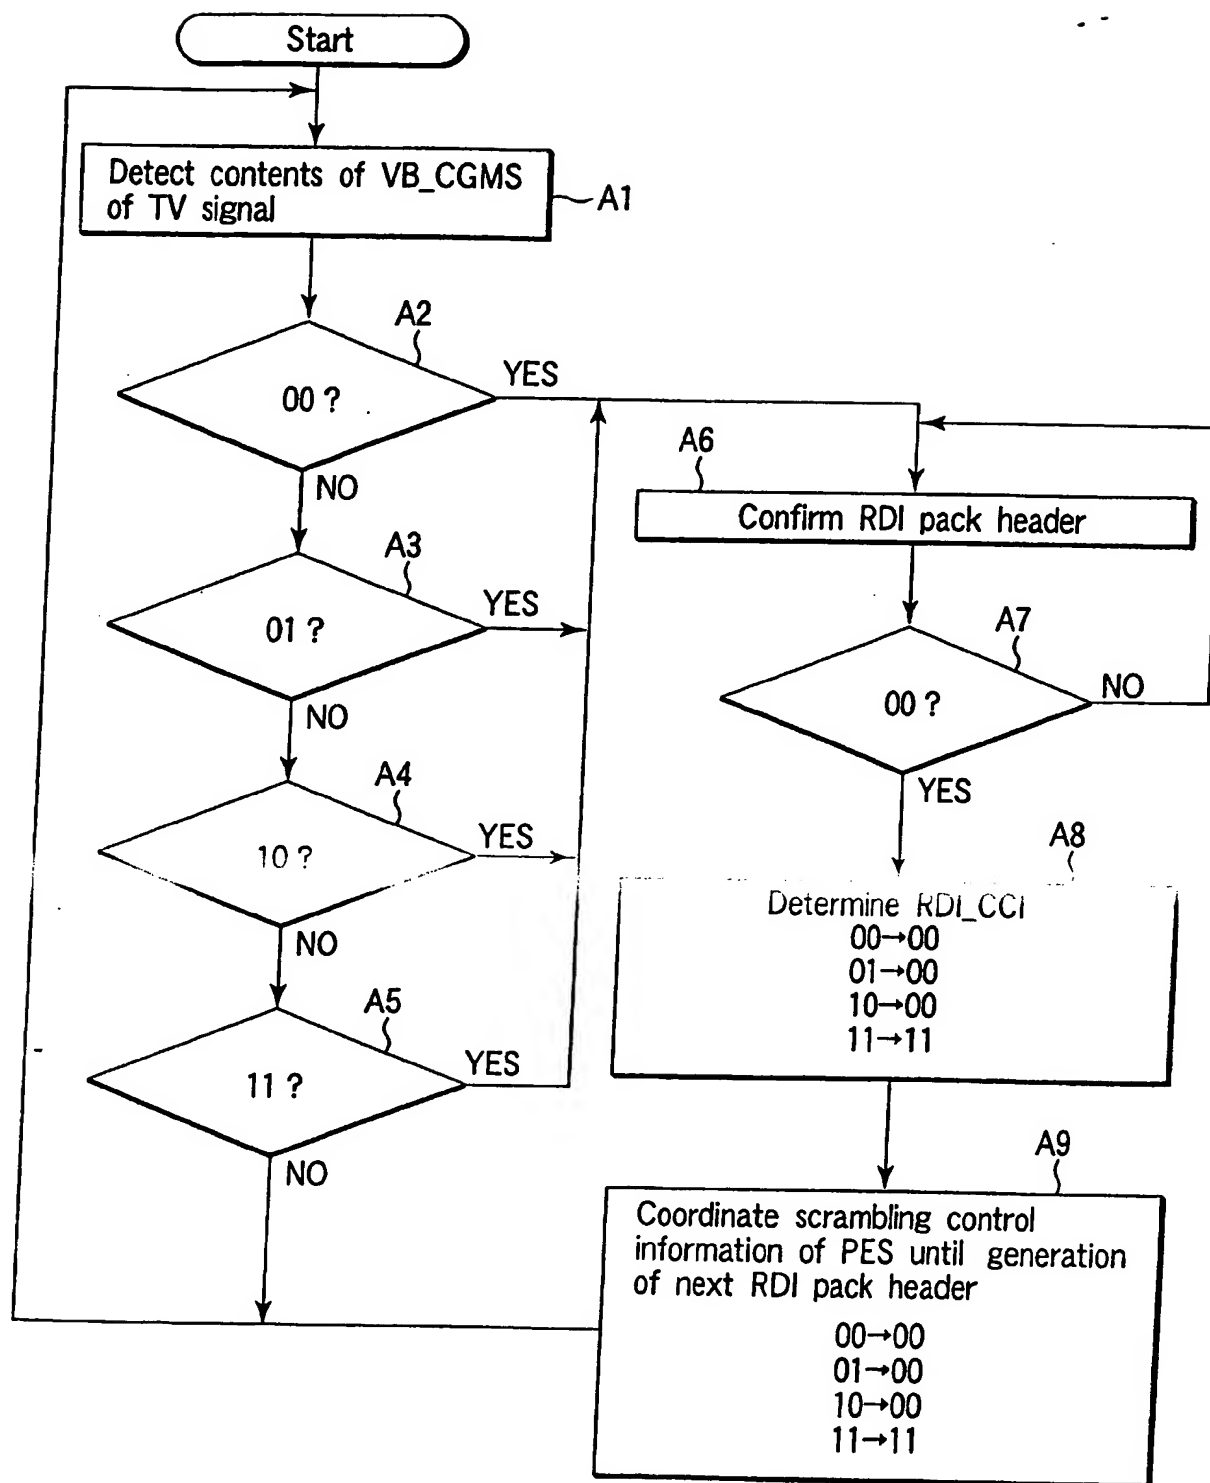 Start
Detect contents of VB_CGMS
of TV signal
A1
A2
00 ?
YES
NO
A3
01 ?
YES
NO
A4
10 ?
YES
NO
A5
11 ?
YES
NO
A6
Confirm RDI pack header
A7
00 ?
NO
YES
A8
Determine RDI_CCI
00→00
01→00
10→00
11→11
A9
Coordinate scrambling control
information of PES until generation
of next RDI pack header
00→00
01→00
10→00
11→11